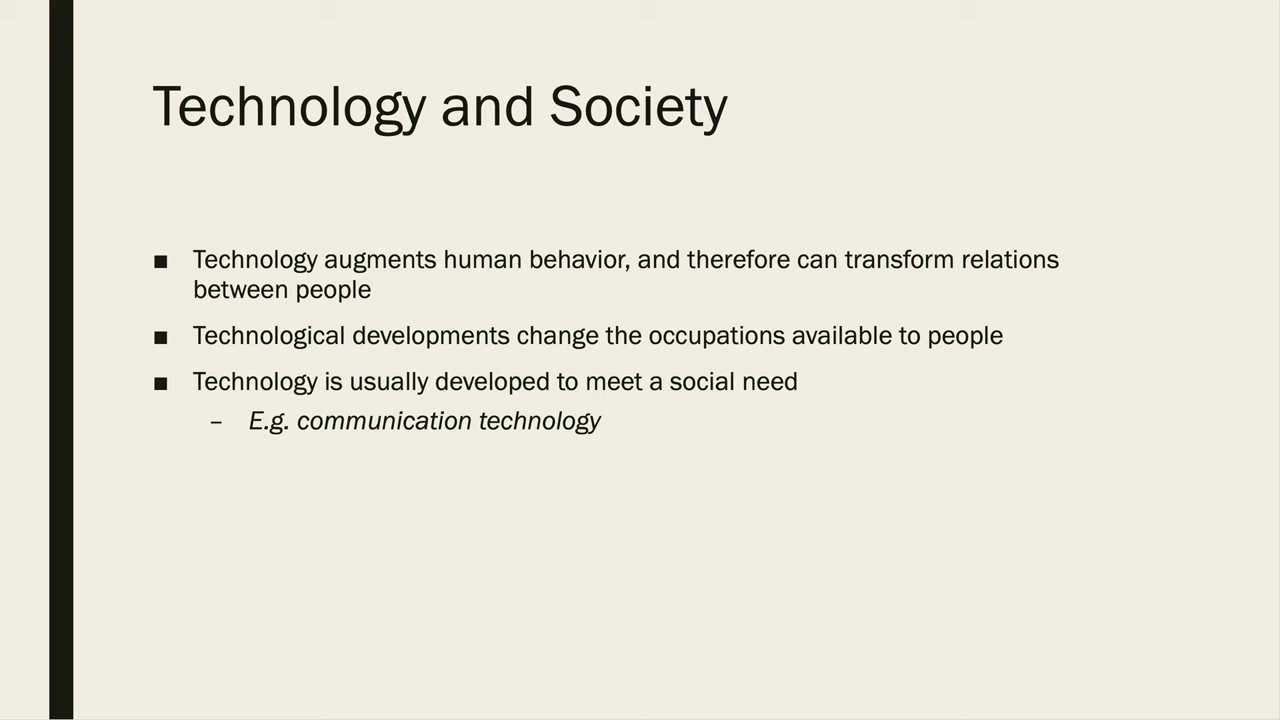 Technology and Society
■ Technology augments human behavior, and therefore can transform relations
between people
■ Technological developments change the occupations available to people
■ Technology is usually developed to meet a social need
– E.g. communication technology